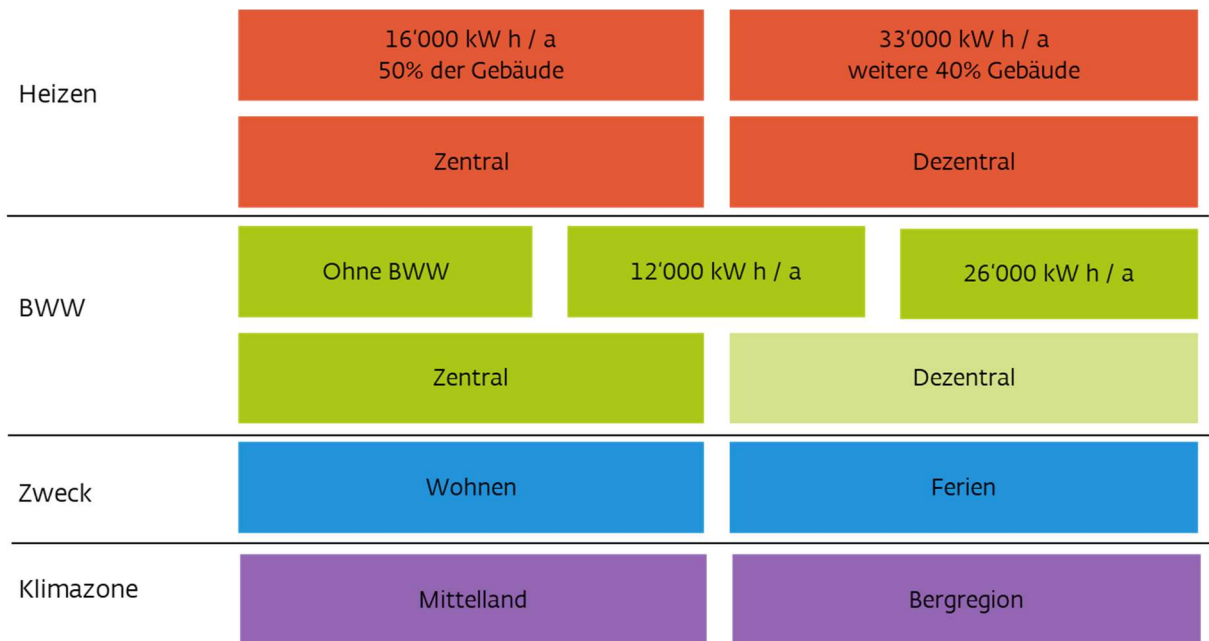 Heizen
16‘000 kW h / a
50% der Gebäude
33‘000 kW h / a
weitere 40% Gebäude
Zentral
Dezentral
BWW
Ohne BWW
12‘000 kW h / a
26‘000 kW h / a
Zentral
Dezentral
Zweck
Wohnen
Ferien
Klimazone
Mittelland
Bergregion